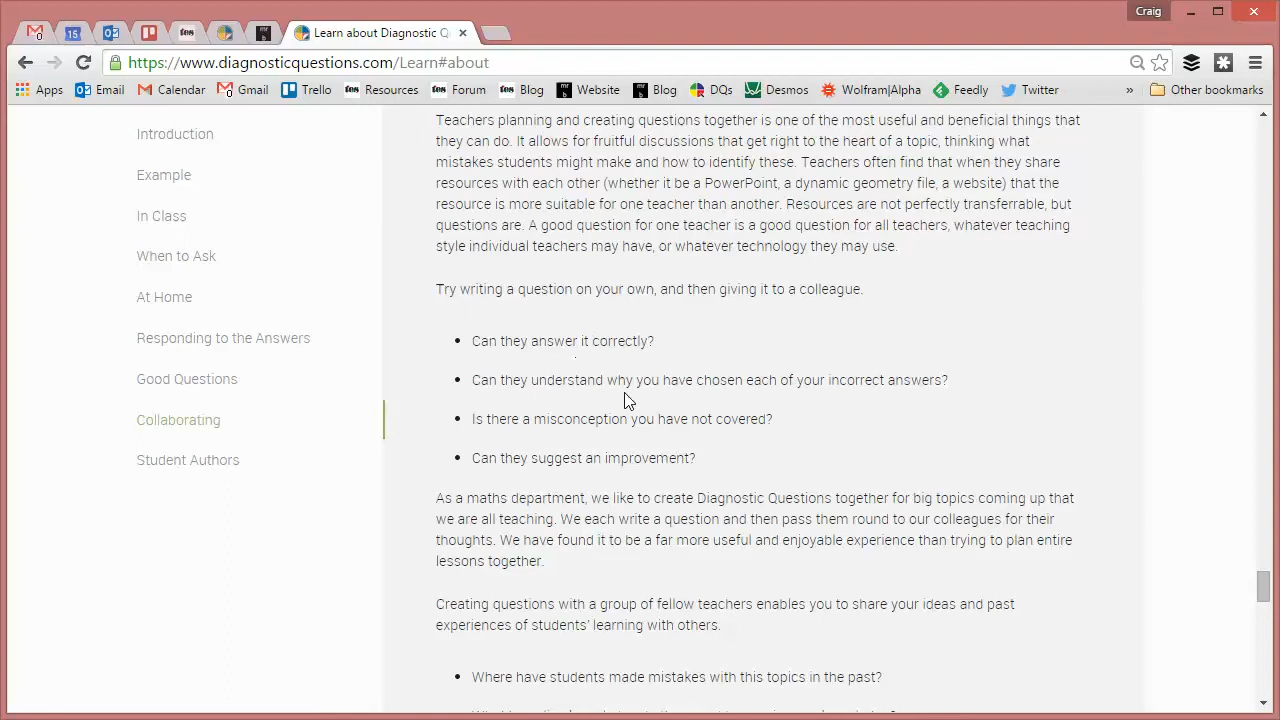 Craig
0
15
tes
mr b
Learn about Diagnostic Q
https://www.diagnosticquestions.com/Learn#about
Apps
Email
Calendar
Gmail
Trello
tes Resources
tes Foum
tes Blog
mr b Website
mr b Blog
DQs
Desmos
Wolfram|Alpha
Feedly
Twitter
»
Other bookmarks
Introduction
Example
In Class
When to Ask
At Home
Responding to the Answers
Good Questions
Collaborating
Student Authors
Teachers planning and creating questions together is one of the most useful and beneficial things that
they can do. It allows for fruitful discussions that get right to the heart of a topic, thinking what
mistakes students might make and how to identify these. Teachers often find that when they share
resources with each other (whether it be a PowerPoint, a dynamic geometry file, a website) that the
resource is more suitable for one teacher than another. Resources are not perfectly transferrable, but
questions are. A good question for one teacher is a good question for all teachers, whatever teaching
style individual teachers may have, or whatever technology they may use.
Try writing a question on your own, and then giving it to a colleague.
• Can they answer it correctly?
• Can they understand why you have chosen each of your incorrect answers?
• Is there a misconception you have not covered?
• Can they suggest an improvement?
As a maths department, we like to create Diagnostic Questions together for big topics coming up that
we are all teaching. We each write a question and then pass them round to our colleagues for their
thoughts. We have found it to be a far more useful and enjoyable experience than trying to plan entire
lessons together.
Creating questions with a group of fellow teachers enables you to share your ideas and past
experiences of students' learning with others.
• Where have students made mistakes with this topics in the past?